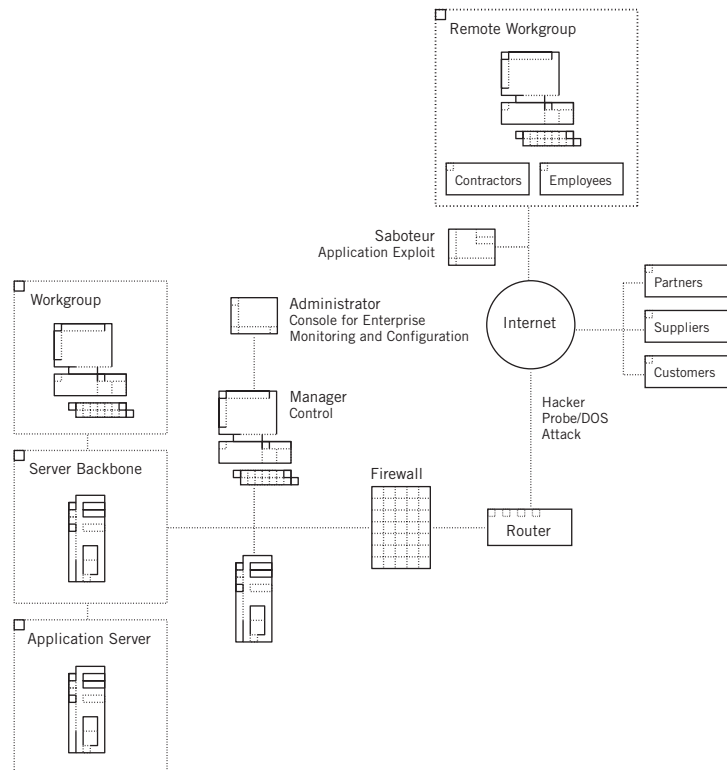 Remote Workgroup
Contractors
Employees
Saboteur
Application Exploit
Partners
Workgroup
Administrator
Console for Enterprise
Monitoring and Configuration
Internet
Suppliers
Customers
Manager
Control
Hacker
Probe/DOS
Attack
Server Backbone
Firewall
Router
Application Server